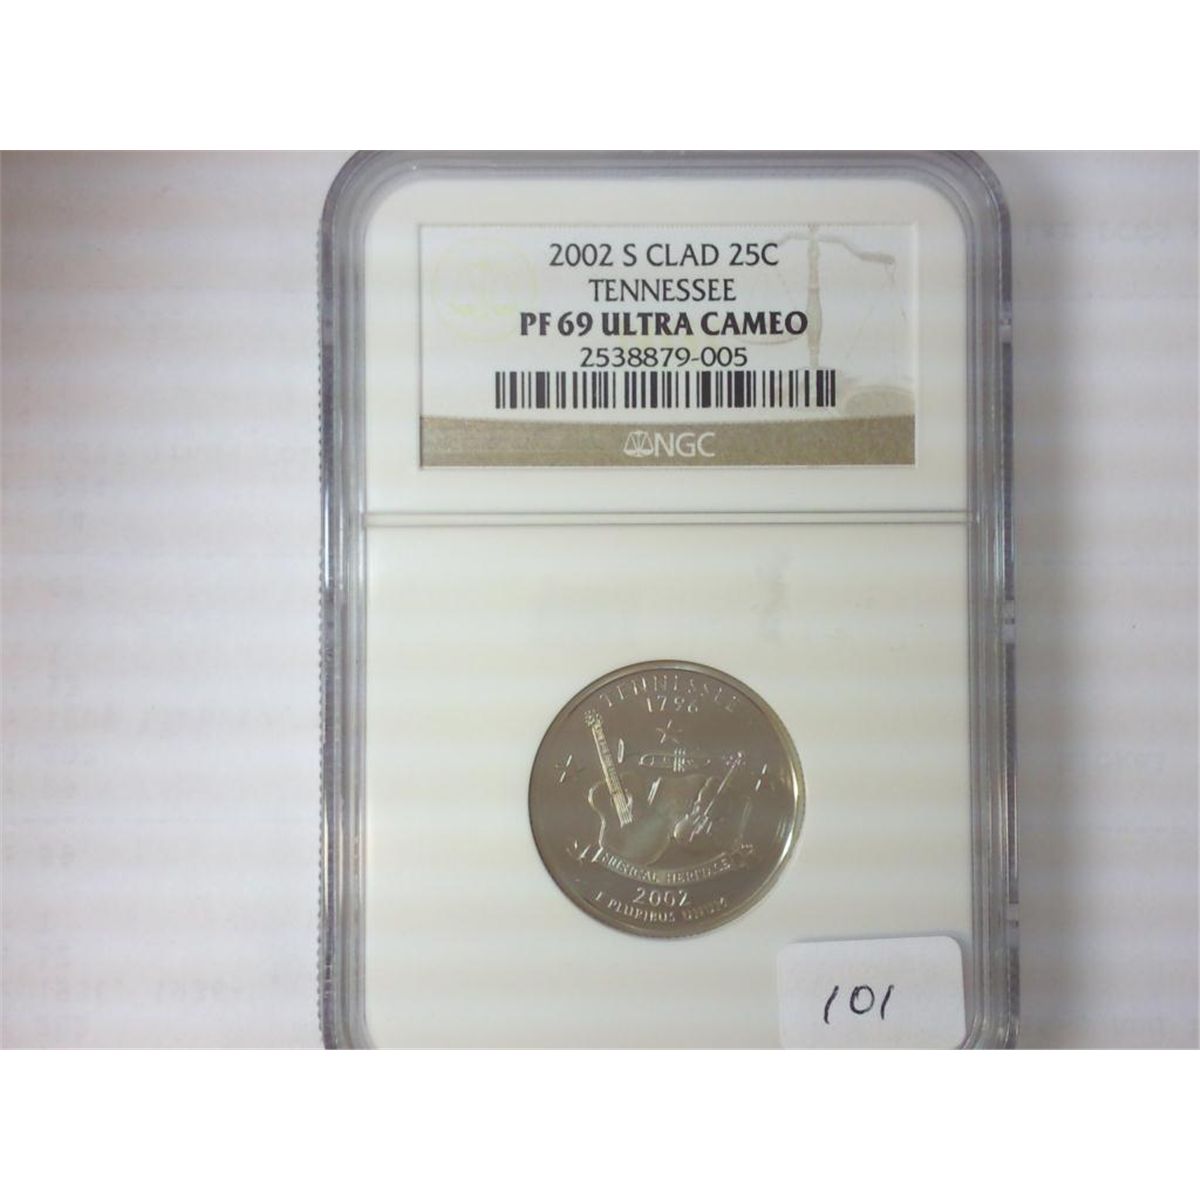 2002 S CLAD 25C
TENNESSEE
PF 69 ULTRA CAMEO
2538879-005
NGC
TENNESSEE
1796
MUSICAL HERITAGE
2002
E PLURIBUS UNUM
101